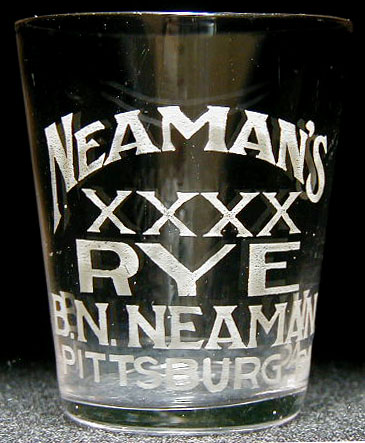 NEAMAN'S
XXXX
RYE
B.N. NEAMAN
PITTSBURG, PA